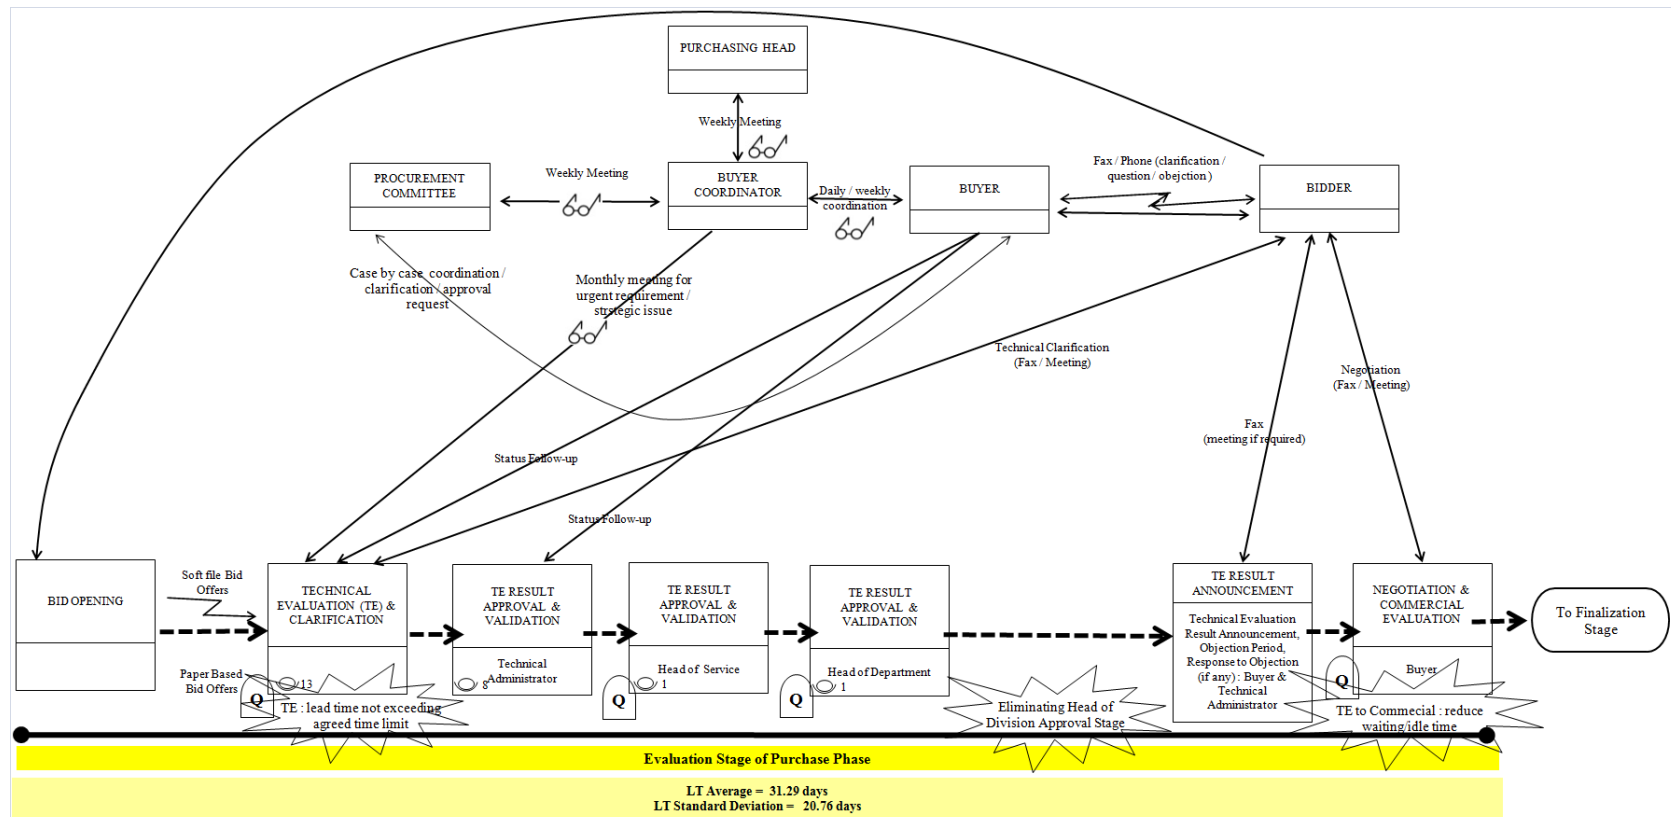 PURCHASING HEAD
Weekly Meeting
PROCUREMENT
COMMITTEE
Weekly Meeting
BUYER
COORDINATOR
Daily / weekly
coordination
BUYER
Fax / Phone (clarification /
question / obejction )
BIDDER
Case by case coordination /
clarification / approval
request
Monthly meeting for
urgent requirement /
strstegic issue
Technical Clarification
(Fax / Meeting)
Negotiation
(Fax / Meeting)
Fax
(meeting if required)
Status Follow-up
Status Follow-up
BID OPENING
Soft file Bid
Offers
Paper Based
Bid Offers
Q
TECHNICAL
EVALUATION (TE) &
CLARIFICATION
13
TE : lead time not exceeding
agreed time limit
TE RESULT
APPROVAL &
VALIDATION
Technical
Administrator
8
Q
TE RESULT
APPROVAL &
VALIDATION
Head of Service
1
Q
TE RESULT
APPROVAL &
VALIDATION
Head of Department
1
Eliminating Head of
Division Approval Stage
TE RESULT
ANNOUNCEMENT
Technical Evaluation
Result Announcement,
Objection Period,
Response to Objection
(if any) : Buyer &
Technical
Administrator
Q
NEGOTIATION &
COMMERCIAL
EVALUATION
Buyer
TE to Commecial : reduce
waiting/idle time
To Finalization
Stage
Evaluation Stage of Purchase Phase
LT Average = 31.29 days
LT Standard Deviation = 20.76 days